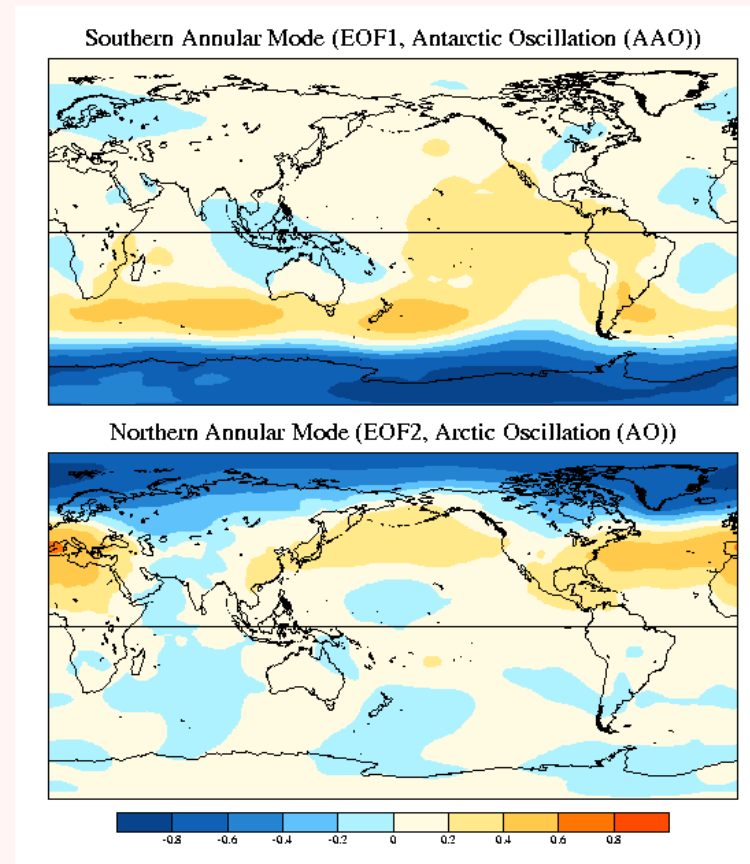 Southern Annular Mode (EOF1, Antarctic Oscillation (AAO))
Northern Annular Mode (EOF2, Arctic Oscillation (AO))
-0.8 -0.6 -0.4 -0.2 0 0.2 0.4 0.6 0.8